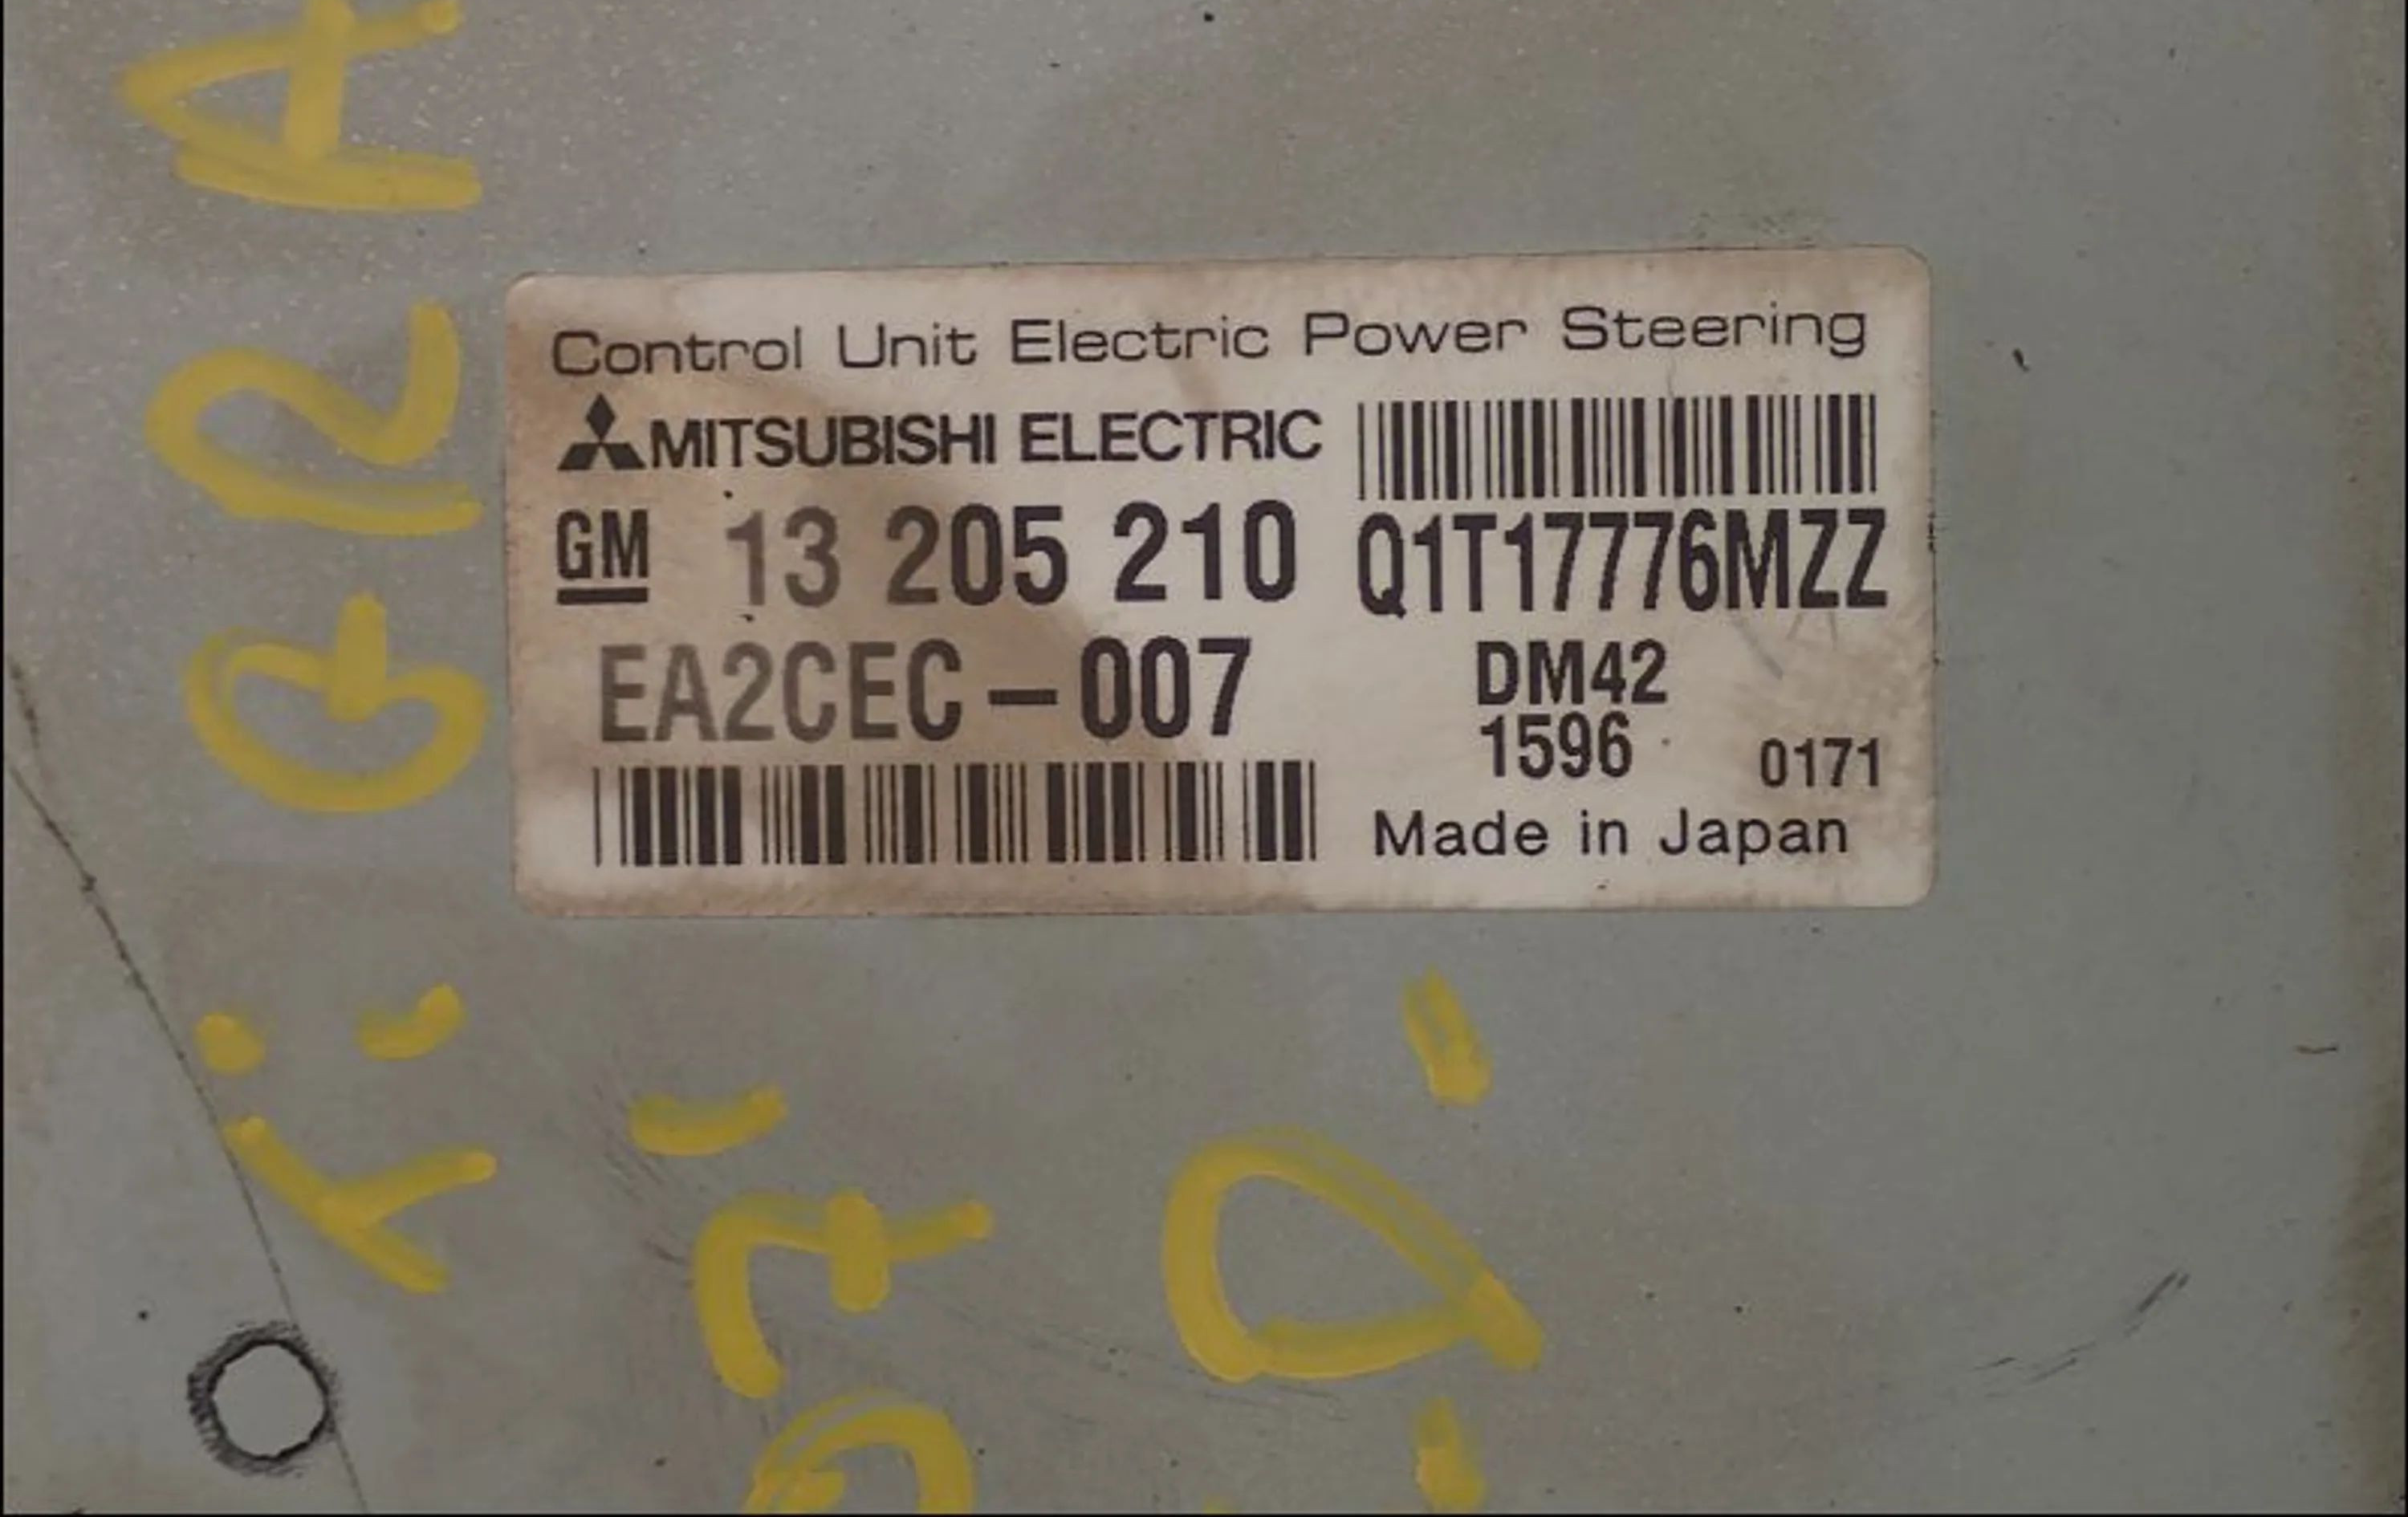 Control Unit Electric Power Steering
MITSUBISHI ELECTRIC
GM 13 205 210 Q1T17776MZZ
EA2CEC-007 DM42
1596 0171
Made in Japan